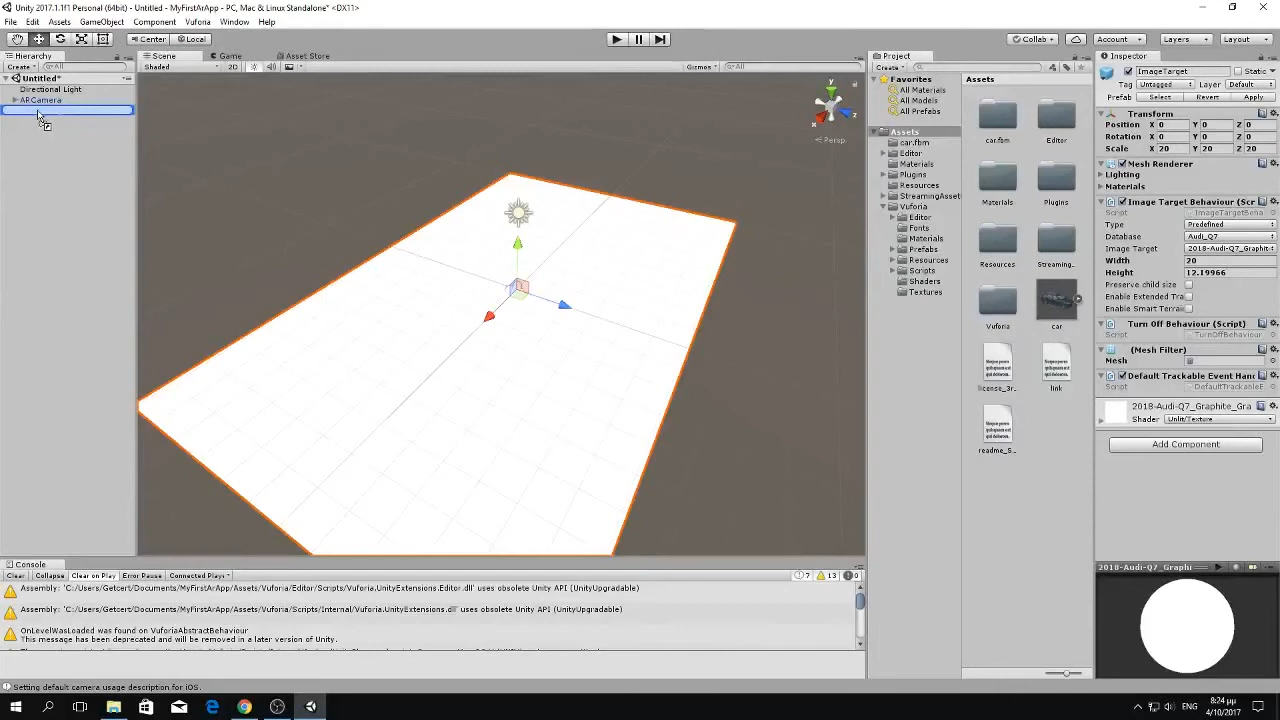 Unity 2017.1.1f1 Personal (64bit) - Untitled - MyFirstArApp - PC, Mac & Linux Standalone* <DX11>
File Edit Assets GameObject Component Vuforia Window Help
Center Local Collab Account Layers Layout
Hierarchy
Create All
Untitled*
Directional Light
ARCamera
Scene Game Asset Store
Shaded 2D Gizmos All
y
x
z
Persp
Project
Create
Favorites
All Materials
All Models
All Prefabs
Assets
car.fbm
Editor
Materials
Plugins
Resources
StreamingAsset
Vuforia
Editor
Fonts
Materials
Prefabs
Resources
Scripts
Shaders
Textures
Assets
car.fbm Editor
Materials Plugins
Resources Streaming...
Vuforia car
icense_3r... link
readme_S...
Inspector
ImageTarget Static
Tag Untagged Layer Default
Prefab Select Revert Apply
Transform
Position X 0 Y 0 Z 0
Rotation X 0 Y 0 Z 0
Scale X 20 Y 20 Z 20
Mesh Renderer
Lighting
Materials
Image Target Behaviour (Scr
Script ImageTargetBeha
Type Predefined
Database Audi_Q7
Image Target 2018-Audi-Q7_Graphit
Width 20
Height 12.19966
Preserve child size
Enable Extended Tra
Enable Smart Terrai
Turn Off Behaviour (Script)
Script TurnOffBehaviour
(Mesh Filter)
Mesh
Default Trackable Event Hand
Script DefaultTrackableE
2018-Audi-Q7_Graphite_Gra
Shader Unlit/Texture
Add Component
2018-Audi-Q7_Graphi
Console
Clear Collapse Clear on Play Error Pause Connected Play 7 13 0
Assembly: 'C:/Users/Getcert/Documents/MyFirstArApp/Assets/Vuforia/Editor/Scripts/Vuforia.UnityExtensions.Editor.dll' uses obsolete Unity API (UnityUpgradable)
Assembly: 'C:/Users/Getcert/Documents/MyFirstArApp/Assets/Vuforia/Scripts/Internal/Vuforia.UnityExtensions.dll' uses obsolete Unity API (UnityUpgradable)
OnLevelWasLoaded was found on VuforiaAbstractBehaviour
This message has been deprecated and will be removed in a later version of Unity.
Setting default camera usage description for iOS.
ENG
8:24 μμ
4/10/2017